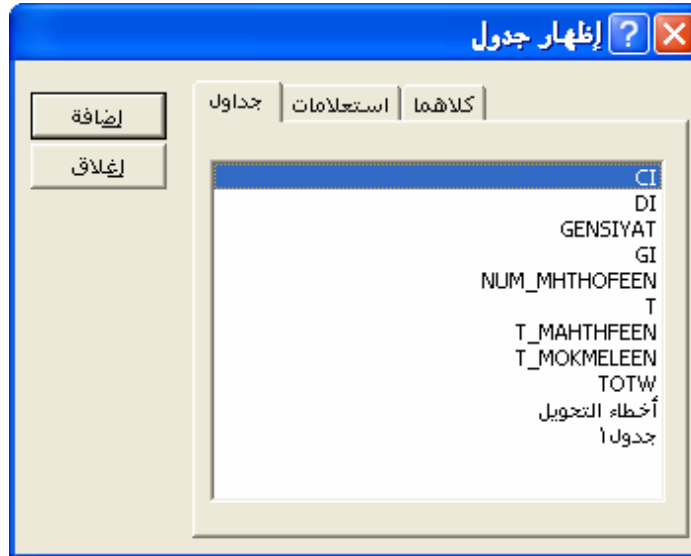 إظهار جدول
إضافة
إغلاق
جداول
استعلامات
كلاهما
CI
DI
GENSIYAT
GI
NUM_MHTHOFEEN
T
T_MAHTHFEEN
T_MOKMELEEN
TOTW
أخطاء التحويل
جدول١